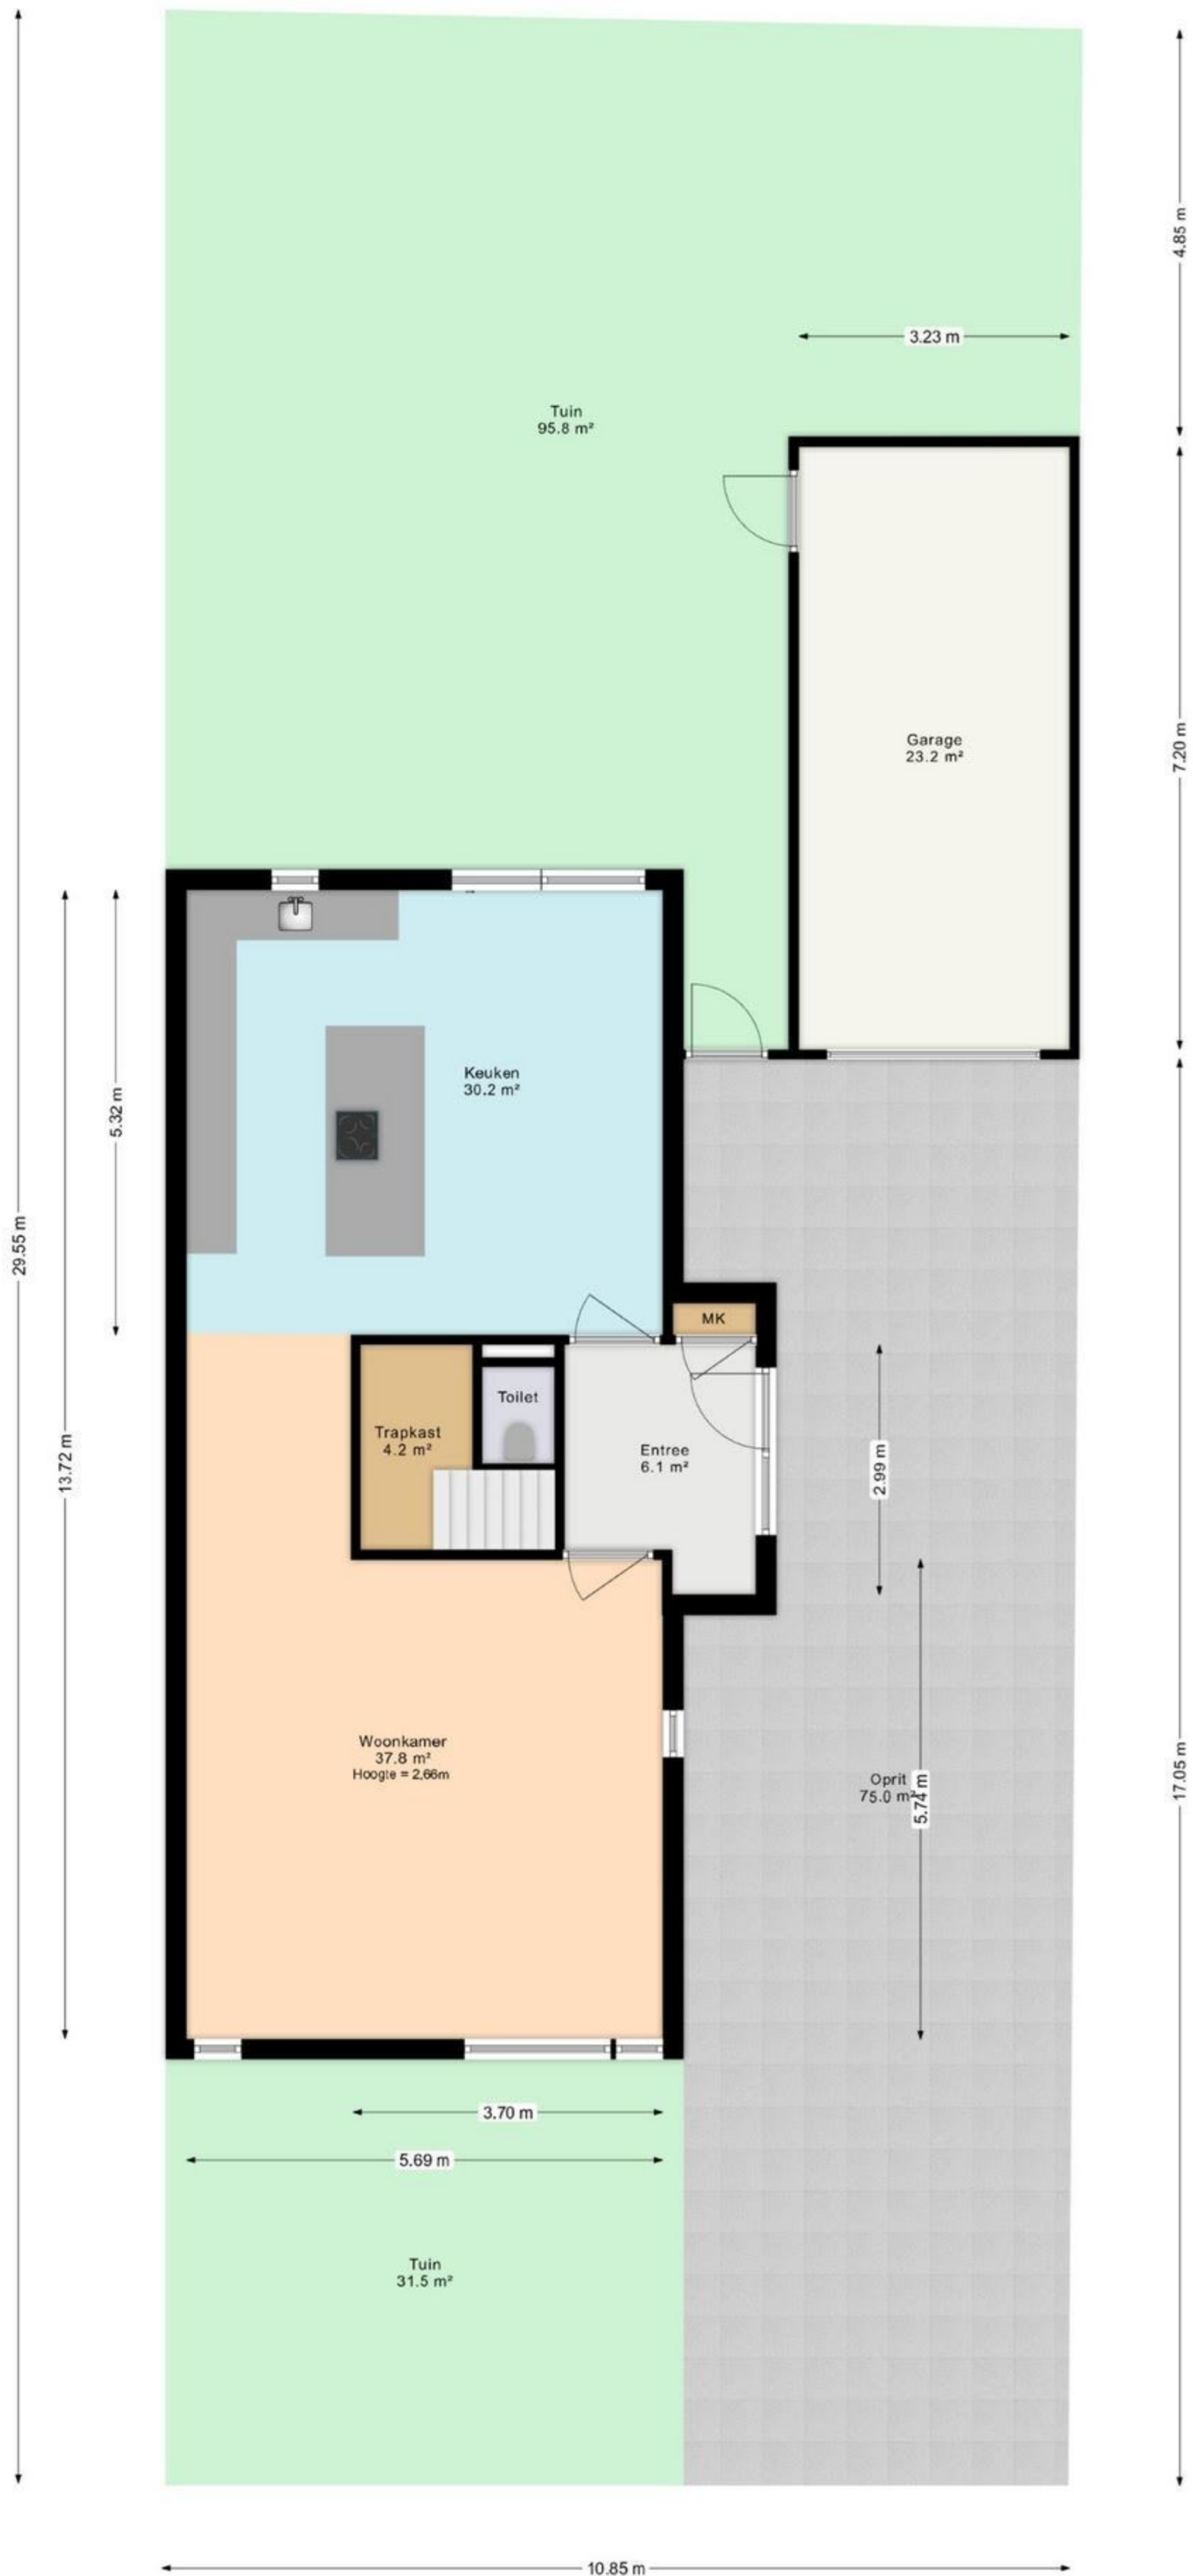 4.85 m
3.23 m
Tuin
95.8 m²
7.20 m
Garage
23.2 m²
Keuken
30.2 m²
5.32 m
29.55 m
MK
Toilet
Trapkast
4.2 m²
Entree
6.1 m²
13.72 m
2.99 m
Woonkamer
37.8 m²
Hoogte = 2,66m
Oprit
75.0 m²
5.74 m
17.05 m
3.70 m
5.69 m
Tuin
31.5 m²
10.85 m